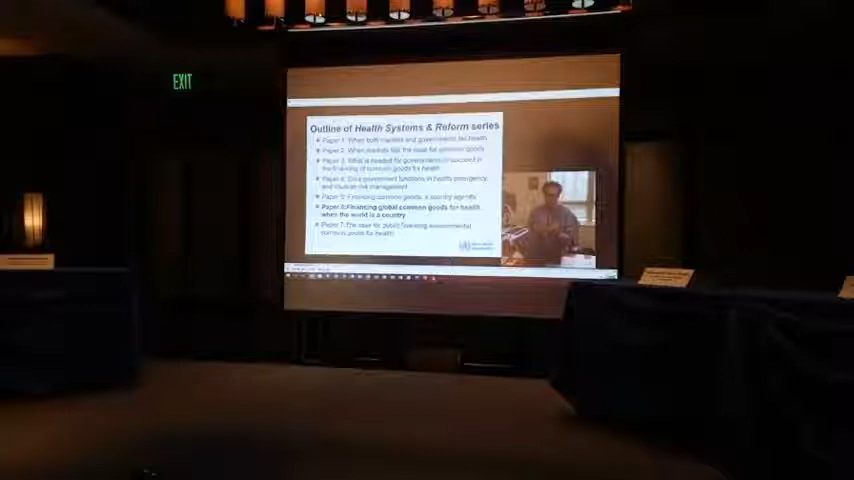 EXIT
Outline of Health Systems & Reform series
Paper 1: When both markets and governments fail health
Paper 2: When markets fail the case for common goods
Paper 3: What is needed for governments to succeed in
the financing of common goods for health
Paper 4: Core government functions in health emergency
and risk management
Paper 5: Financing common goods: a country agenda
Paper 6:Financing global common goods for health
when the world is a country
Paper 7: The case for public financing environmental
common goods for health